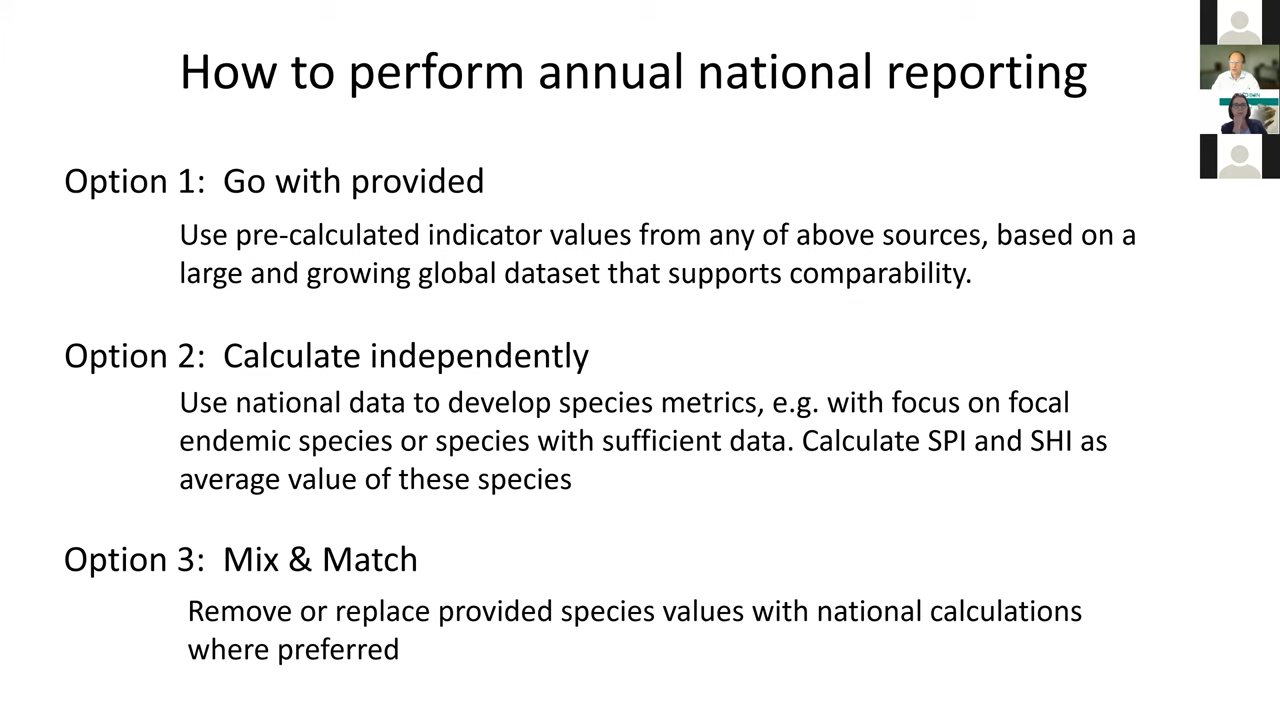 How to perform annual national reporting
Option 1: Go with provided
Use pre-calculated indicator values from any of above sources, based on a
large and growing global dataset that supports comparability.
Option 2: Calculate independently
Use national data to develop species metrics, e.g. with focus on focal
endemic species or species with sufficient data. Calculate SPI and SHI as
average value of these species
Option 3: Mix & Match
Remove or replace provided species values with national calculations
where preferred